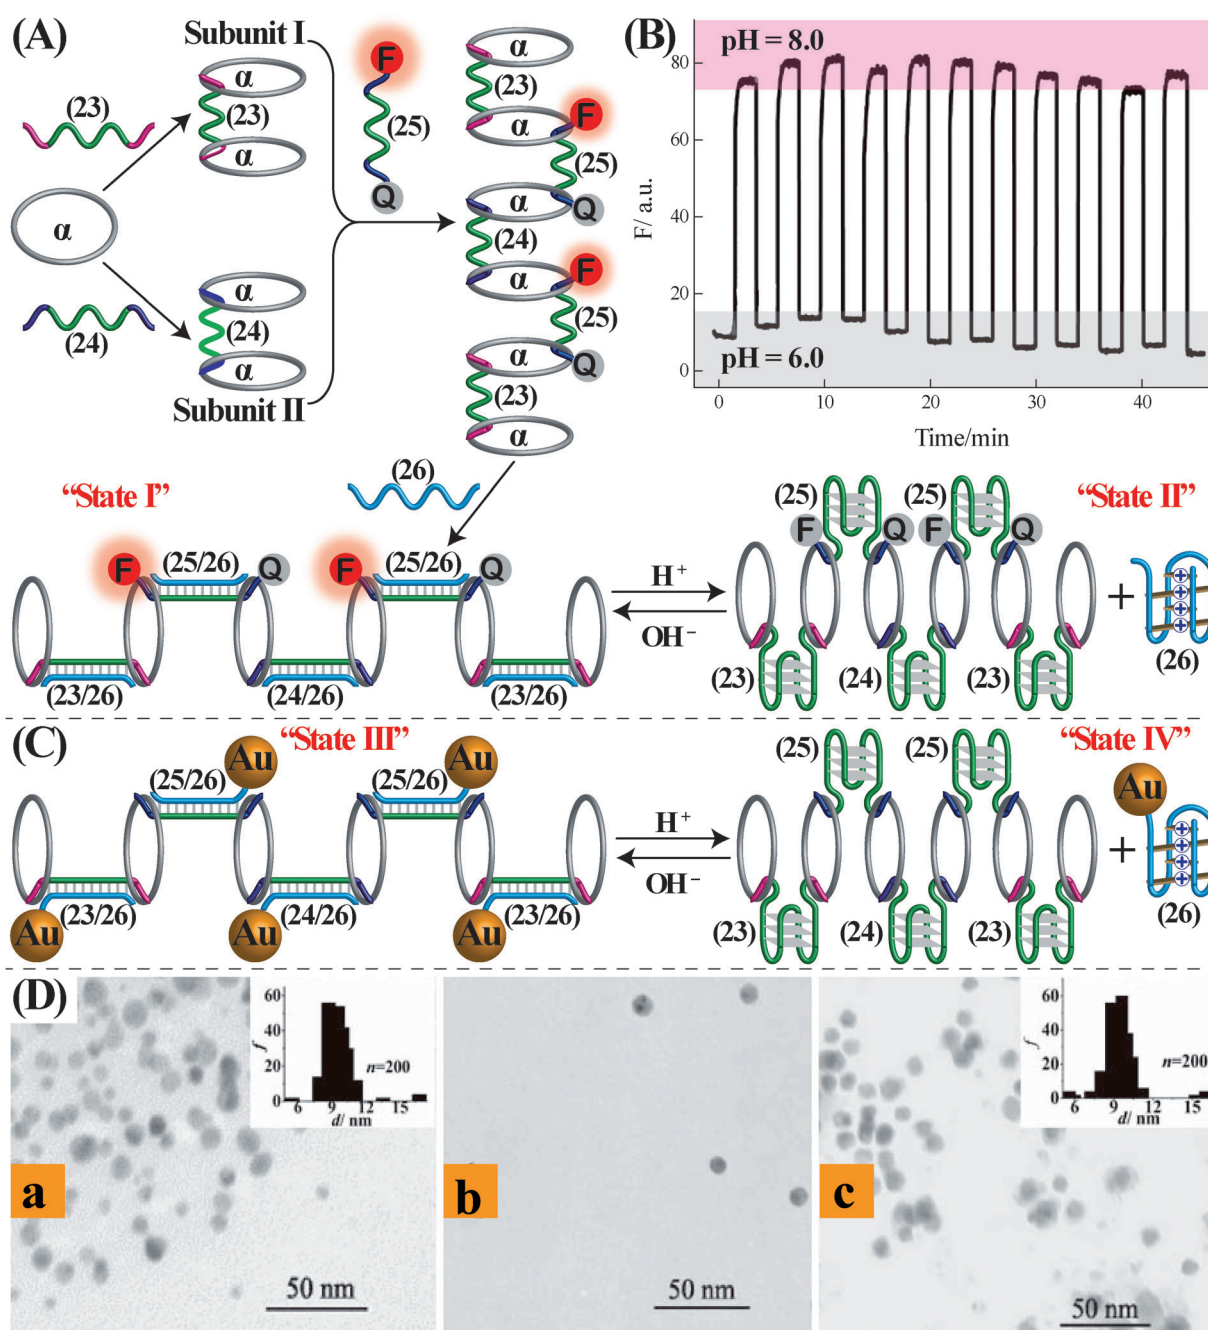 (A)
Subunit I
α
(23)
α
(23)
α
(24)
α
(24)
α
Subunit II
F
(25)
Q
α
(23)
α
F
(25)
α
Q
(24)
α
F
(25)
α
Q
(23)
α
(B)
pH = 8.0
80
60
40
20
0
F/ a.u.
pH = 6.0
0 10 20 30 40
Time/min
(26)
"State I"
F (25/26) Q F (25/26) Q
(23/26) (24/26) (23/26)
H⁺
OH⁻
"State II"
(25) (25)
F Q F Q
(23) (24) (23)
+
(26)
(C)
"State III"
Au Au
(25/26) (25/26)
(23/26) (24/26) (23/26)
Au Au Au
H⁺
OH⁻
"State IV"
(25) (25)
Au
(23) (24) (23)
+
(26)
(D)
60
40
20
0
f
n=200
6 9 12 15
d/ nm
a
50 nm
b
50 nm
60
40
20
0
f
n=200
6 9 12 15
d/ nm
c
50 nm